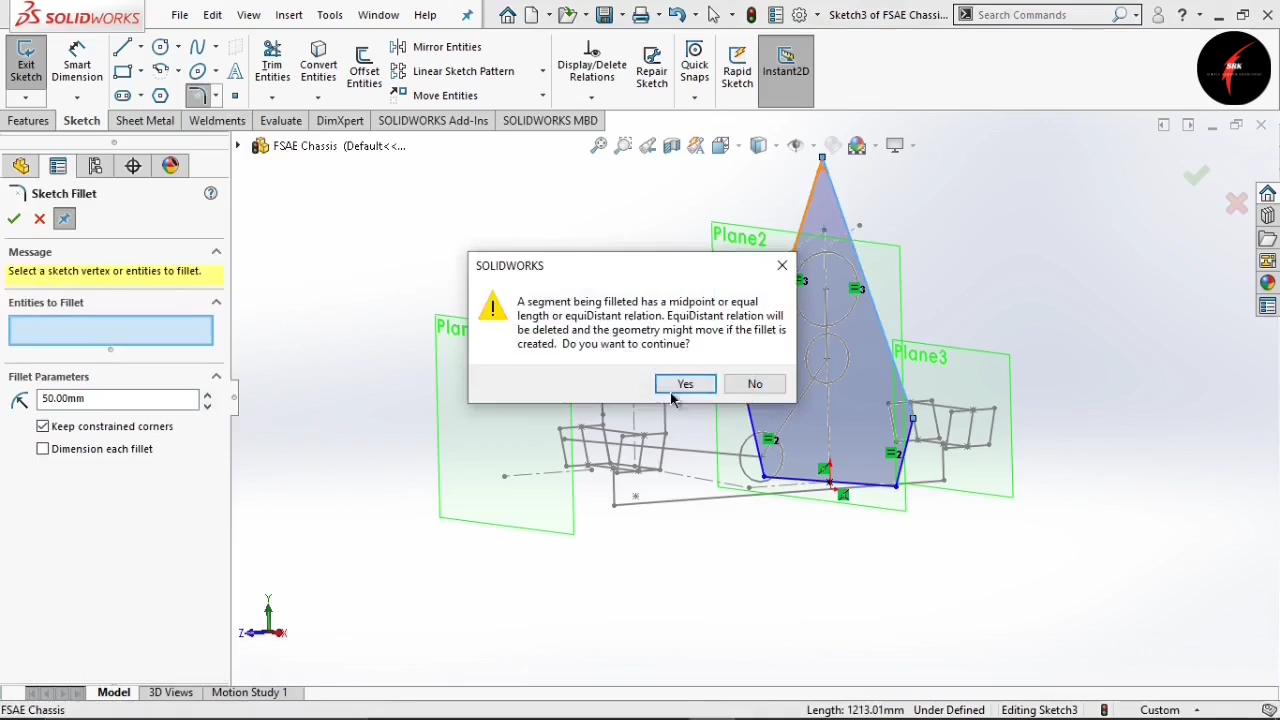 SOLIDWORKS
File
Edit
View
Insert
Tools
Window
Help
Sketch3 of FSAE Chassi...
Search Commands
Exit
Sketch
Smart
Dimension
Trim
Entities
Convert
Entities
Offset
Entities
Mirror Entities
Linear Sketch Pattern
Move Entities
Display/Delete
Relations
Repair
Sketch
Quick
Snaps
Rapid
Sketch
Instant2D
SRK
Features
Sketch
Sheet Metal
Weldments
Evaluate
DimXpert
SOLIDWORKS Add-Ins
SOLIDWORKS MBD
FSAE Chassis (Default<<...
Sketch Fillet
Message
Select a sketch vertex or entities to fillet.
Entities to Fillet
Fillet Parameters
50.00mm
Keep constrained corners
Dimension each fillet
Plane2
Plan
Plane3
SOLIDWORKS
A segment being filleted has a midpoint or equal
length or equiDistant relation. EquiDistant relation will
be deleted and the geometry might move if the fillet is
created. Do you want to continue?
Yes
No
3
3
2
2
Y
Z
X
Model
3D Views
Motion Study 1
FSAE Chassis
Length: 1213.01mm
Under Defined
Editing Sketch3
Custom